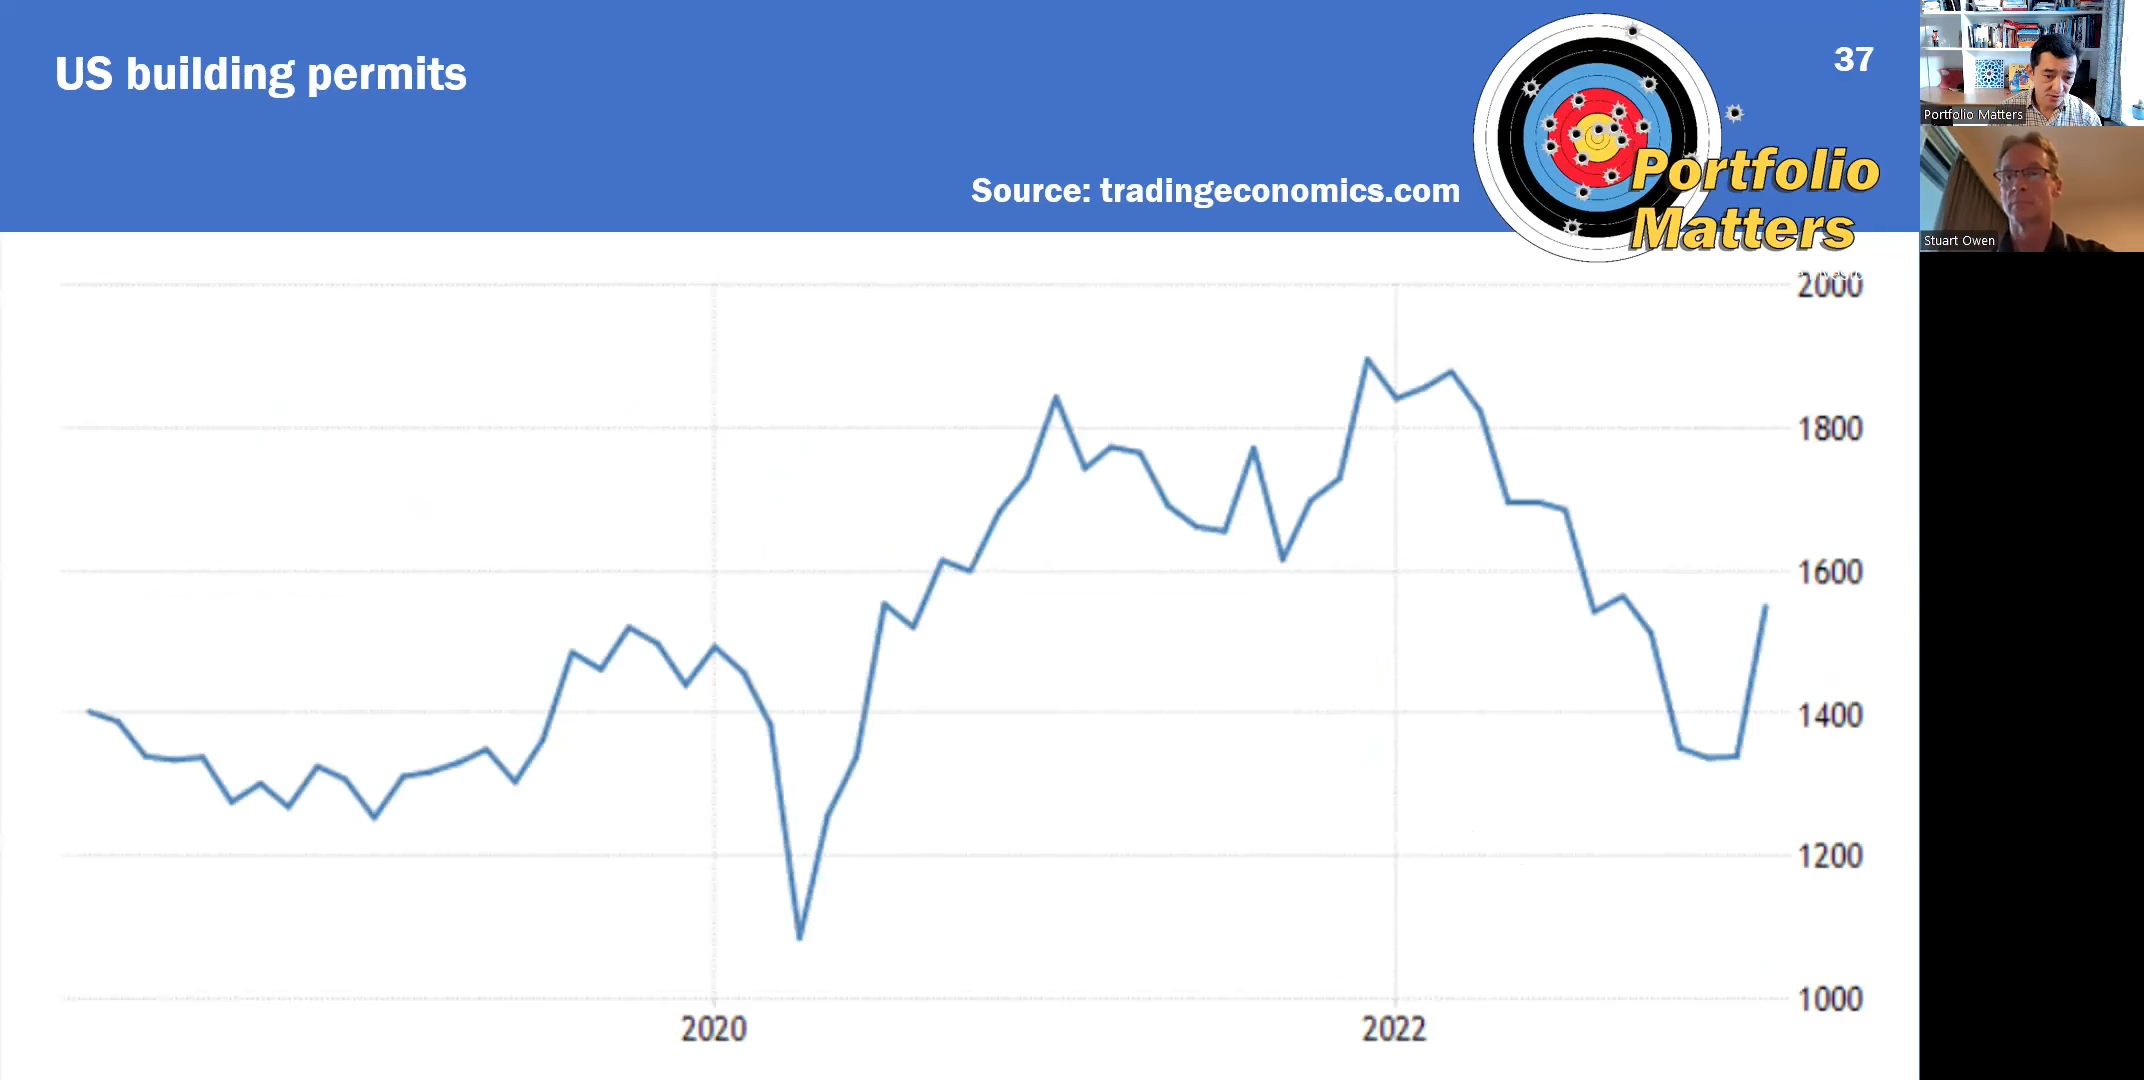 US building permits
37
Source: tradingeconomics.com
Portfolio
Matters
Portfolio Matters
Stuart Owen
2000
1800
1600
1400
1200
1000
2020
2022